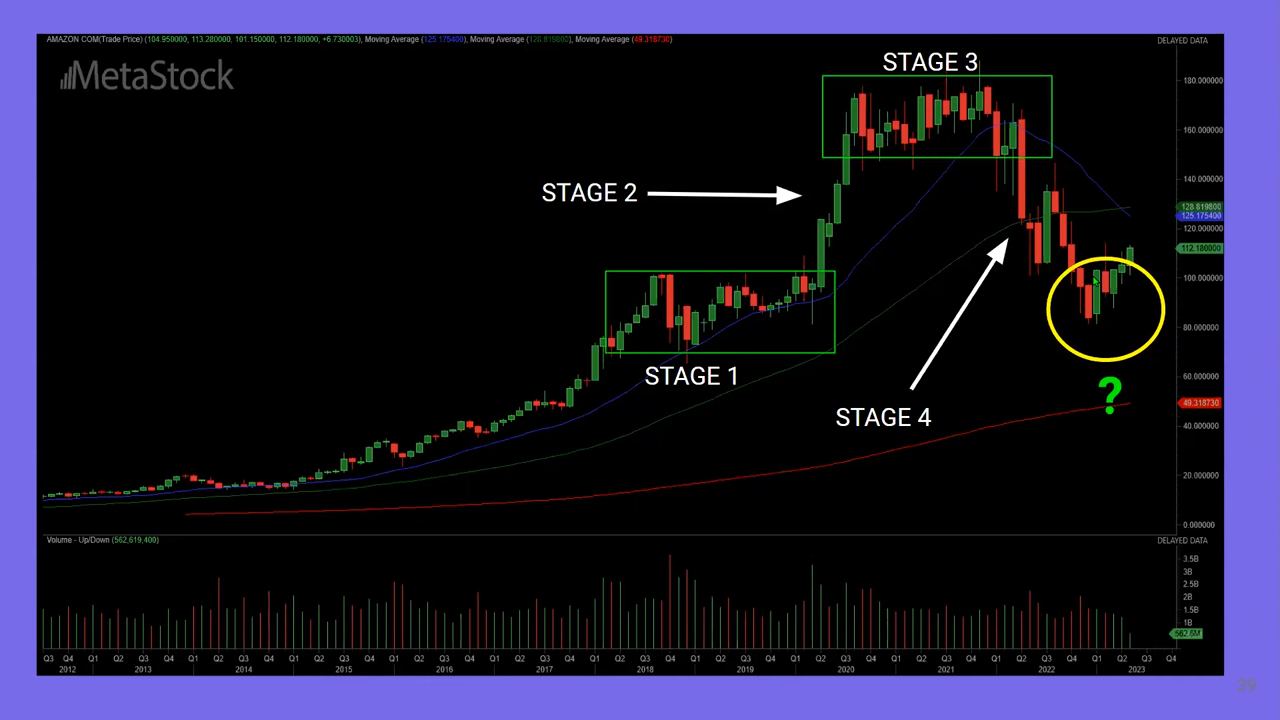 AMAZON COM(Trade Price) (104.950000, 113.280000, 101.150000, 112.180000, +6.730003), Moving Average (125.175400), Moving Average (128.819800), Moving Average (49.318730)
DELAYED DATA
MetaStock
STAGE 3
180.000000
160.000000
STAGE 2
140.000000
128.819800
125.175400
120.000000
112.180000
100.000000
80.000000
STAGE 1
60.000000
?
49.318730
STAGE 4
40.000000
20.000000
0.000000
Volume - Up/Down (562,619,400)
DELAYED DATA
3.5B
3B
2.5B
2B
1.5B
1B
562.6M
Q3 Q4 Q1 Q2 Q3 Q4 Q1 Q2 Q3 Q4 Q1 Q2 Q3 Q4 Q1 Q2 Q3 Q4 Q1 Q2 Q3 Q4 Q1 Q2 Q3 Q4 Q1 Q2 Q3 Q4 Q1 Q2 Q3 Q4 Q1 Q2 Q3 Q4 Q1 Q2 Q3 Q4 Q1 Q2 Q3 Q4
2012 2013 2014 2015 2016 2017 2018 2019 2020 2021 2022 2023
39